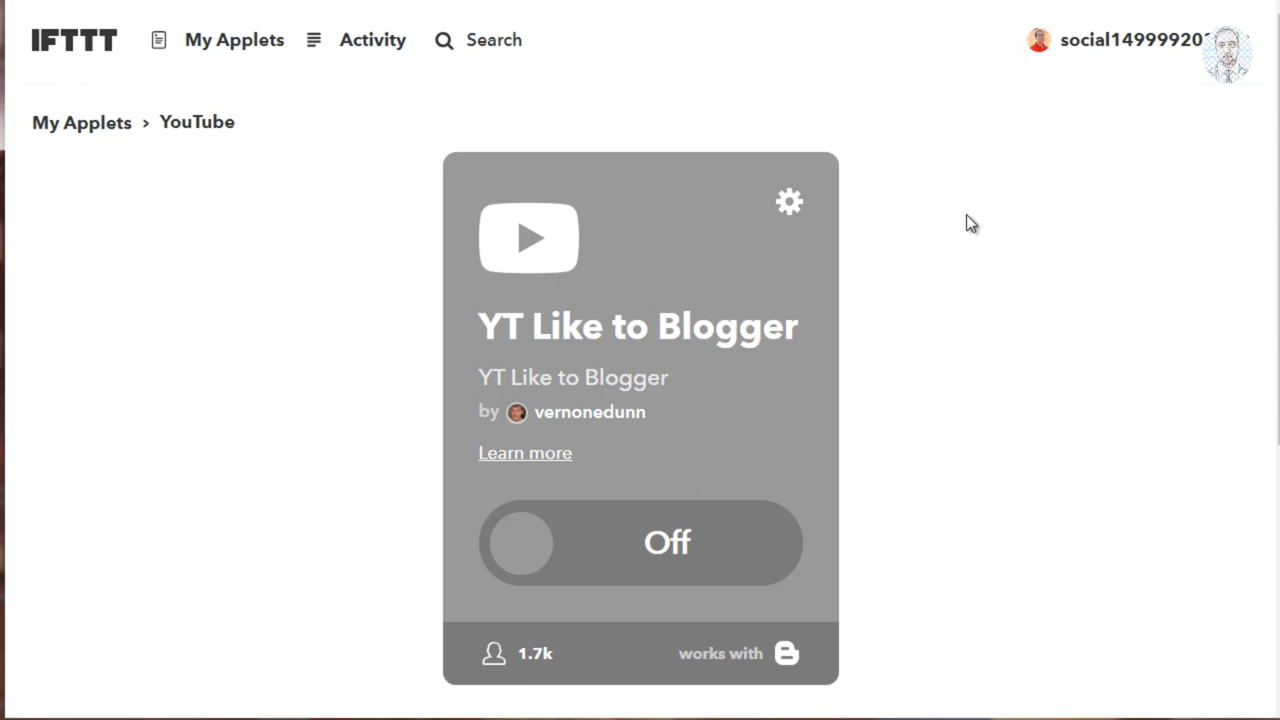 IFTTT My Applets Activity Search
My Applets › YouTube
YT Like to Blogger
YT Like to Blogger
by vernonedunn
Learn more
Off
1.7k works with